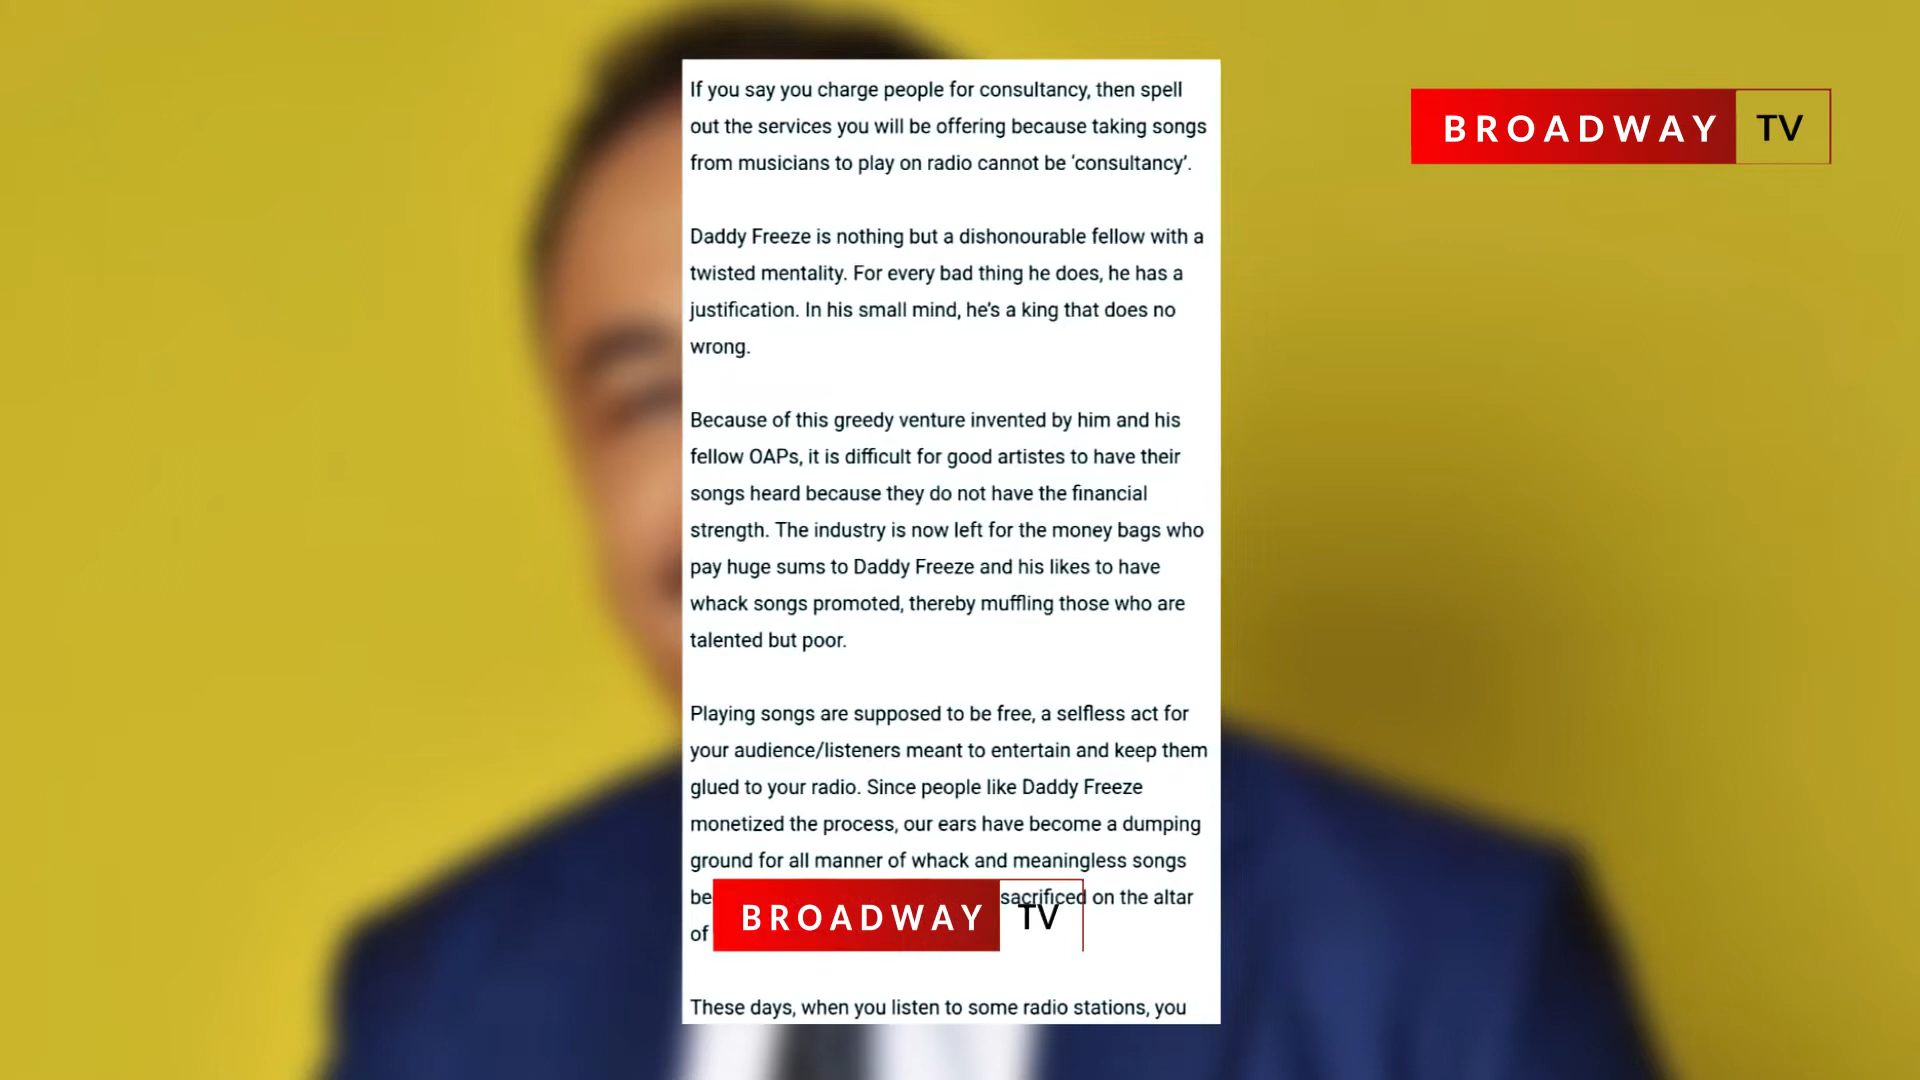 If you say you charge people for consultancy, then spell
out the services you will be offering because taking songs
from musicians to play on radio cannot be ‘consultancy’.
BROADWAY TV
Daddy Freeze is nothing but a dishonourable fellow with a
twisted mentality. For every bad thing he does, he has a
justification. In his small mind, he’s a king that does no
wrong.
Because of this greedy venture invented by him and his
fellow OAPs, it is difficult for good artistes to have their
songs heard because they do not have the financial
strength. The industry is now left for the money bags who
pay huge sums to Daddy Freeze and his likes to have
whack songs promoted, thereby muffling those who are
talented but poor.
Playing songs are supposed to be free, a selfless act for
your audience/listeners meant to entertain and keep them
glued to your radio. Since people like Daddy Freeze
monetized the process, our ears have become a dumping
ground for all manner of whack and meaningless songs
be sacrificed on the altar
of
BROADWAY TV
These days, when you listen to some radio stations, you